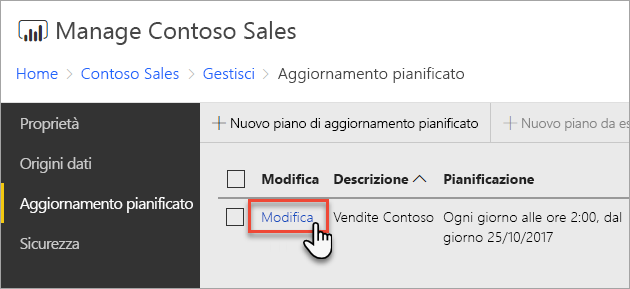 Manage Contoso Sales
Home > Contoso Sales > Gestisci > Aggiornamento pianificato
Proprietà
Origini dati
Aggiornamento pianificato
Sicurezza
+ Nuovo piano di aggiornamento pianificato
+ Nuovo piano da es
Modifica Descrizione Pianificazione
Modifica Vendite Contoso Ogni giorno alle ore 2:00, dal
giorno 25/10/2017